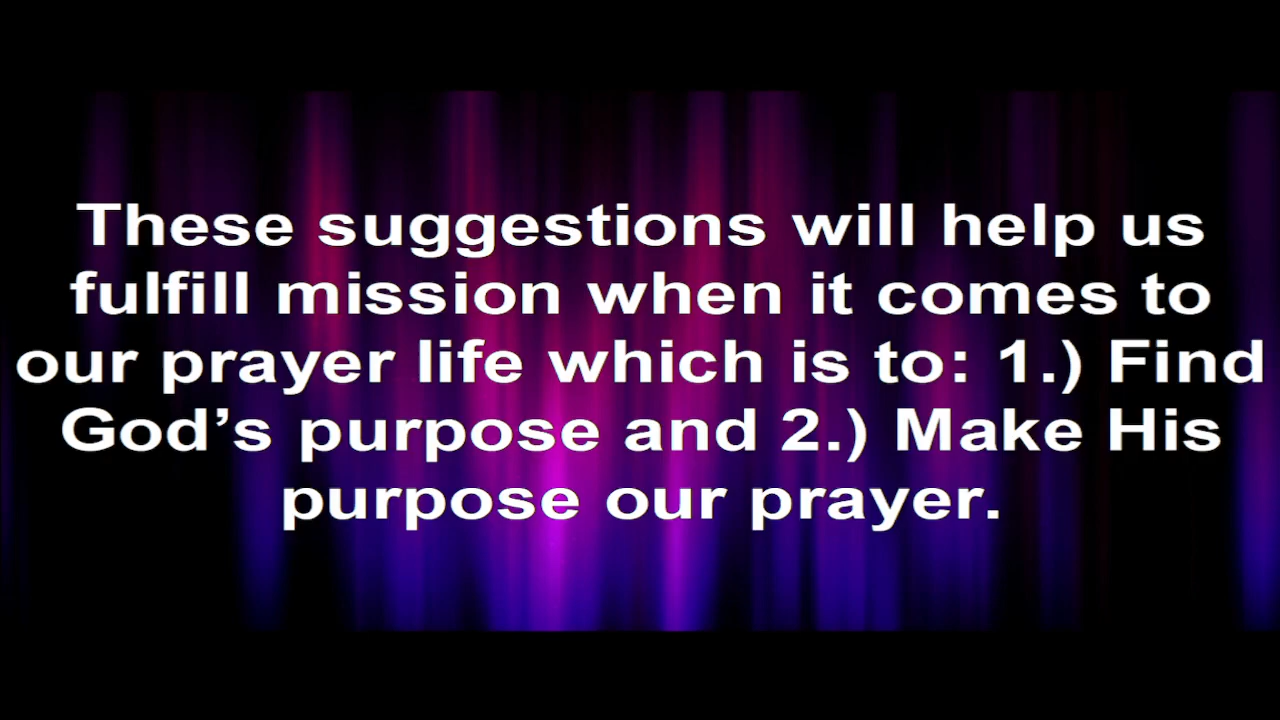 These suggestions will help us
fulfill mission when it comes to
our prayer life which is to: 1.) Find
God’s purpose and 2.) Make His
purpose our prayer.